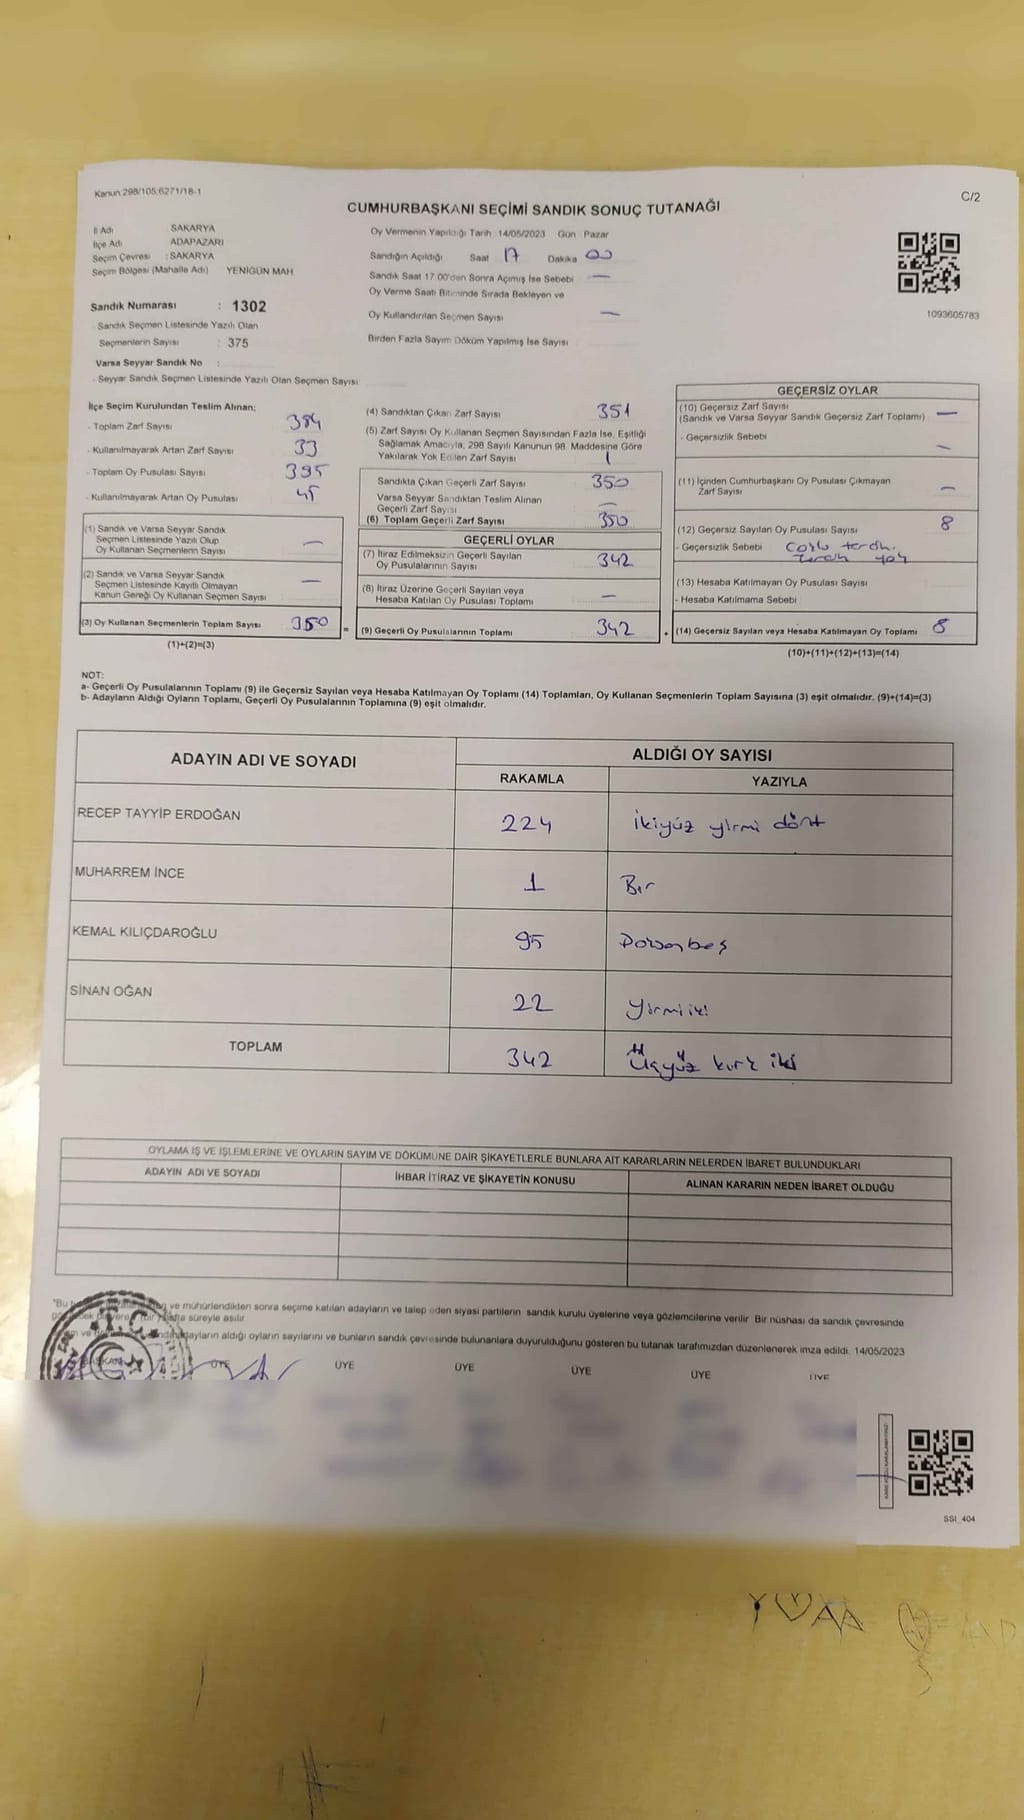 Kanun 298/105,6271/18-1
C/2
CUMHURBAŞKANI SEÇİMİ SANDIK SONUÇ TUTANAĞI
İl Adı SAKARYA
İlçe Adı ADAPAZARI
Seçim Çevresi : SAKARYA
Seçim Bölgesi (Mahalle Adı) YENİGÜN MAH
Sandık Numarası : 1302
- Sandık Seçmen Listesinde Yazılı Olan
Seçmenlerin Sayısı : 375
Varsa Seyyar Sandık No :
- Seyyar Sandık Seçmen Listesinde Yazılı Olan Seçmen Sayısı:
Oy Vermenin Yapıldığı Tarih 14/05/2023 Gün Pazar
Sandığın Açıldığı Saat 17 Dakika 00
Sandık Saat 17.00'den Sonra Açımış İse Sebebi —
Oy Verme Saati Bitiminde Sırada Bekleyen ve
Oy Kullandırılan Seçmen Sayısı —
Birden Fazla Sayım Döküm Yapılmış İse Sayısı
1093605783
İlçe Seçim Kurulundan Teslim Alınan;
- Toplam Zarf Sayısı 384
- Kullanılmayarak Artan Zarf Sayısı 33
- Toplam Oy Pusulası Sayısı 395
- Kullanılmayarak Artan Oy Pusulası 45
(1) Sandık ve Varsa Seyyar Sandık
Seçmen Listesinde Yazılı Olup
Oy Kullanan Seçmenlerin Sayısı —
(2) Sandık ve Varsa Seyyar Sandık
Seçmen Listesinde Kayıtlı Olmayan
Kanun Gereği Oy Kullanan Seçmen Sayısı —
(3) Oy Kullanan Seçmenlerin Toplam Sayısı 350 =
(1)+(2)=(3)
(4) Sandıktan Çıkan Zarf Sayısı 351
(5) Zarf Sayısı Oy Kullanan Seçmen Sayısından Fazla İse, Eşitliği
Sağlamak Amacıyla, 298 Sayılı Kanunun 98. Maddesine Göre
Yakılarak Yok Edilen Zarf Sayısı 1
Sandıkta Çıkan Geçerli Zarf Sayısı 350
Varsa Seyyar Sandıktan Teslim Alınan
Geçerli Zarf Sayısı —
(6) Toplam Geçerli Zarf Sayısı 350
GEÇERLİ OYLAR
(7) İtiraz Edilmeksizin Geçerli Sayılan
Oy Pusulalarının Sayısı 342
(8) İtiraz Üzerine Geçerli Sayılan veya
Hesaba Katılan Oy Pusulası Toplamı —
(9) Geçerli Oy Pusulalarının Toplamı 342 +
GEÇERSİZ OYLAR
(10) Geçersiz Zarf Sayısı —
(Sandık ve Varsa Seyyar Sandık Geçersiz Zarf Toplamı)
- Geçersizlik Sebebi —
(11) İçinden Cumhurbaşkanı Oy Pusulası Çıkmayan
Zarf Sayısı —
(12) Geçersiz Sayılan Oy Pusulası Sayısı 8
- Geçersizlik Sebebi
(13) Hesaba Katılmayan Oy Pusulası Sayısı
- Hesaba Katılmama Sebebi
(14) Geçersiz Sayılan veya Hesaba Katılmayan Oy Toplamı 8
(10)+(11)+(12)+(13)=(14)
NOT:
a- Geçerli Oy Pusulalarının Toplamı (9) ile Geçersiz Sayılan veya Hesaba Katılmayan Oy Toplamı (14) Toplamları, Oy Kullanan Seçmenlerin Toplam Sayısına (3) eşit olmalıdır. (9)+(14)=(3)
b- Adayların Aldığı Oyların Toplamı, Geçerli Oy Pusulalarının Toplamına (9) eşit olmalıdır.
ADAYIN ADI VE SOYADI ALDIĞI OY SAYISI
RAKAMLA YAZIYLA
RECEP TAYYİP ERDOĞAN 224 ikiyüz yirmi dört
MUHARREM İNCE 1 Bir
KEMAL KILIÇDAROĞLU 95 Doksanbeş
SİNAN OĞAN 22 Yirmi iki
TOPLAM 342 Üçyüz kırk iki
OYLAMA İŞ VE İŞLEMLERİNE VE OYLARIN SAYIM VE DÖKÜMÜNE DAİR ŞİKAYETLERLE BUNLARA AİT KARARLARIN NELERDEN İBARET BULUNDUKLARI
ADAYIN ADI VE SOYADI İHBAR İTİRAZ VE ŞİKAYETİN KONUSU ALINAN KARARIN NEDEN İBARET OLDUĞU
"Bu ve mühürlendikten sonra seçime katılan adayların ve talep eden siyasi partilerin sandık kurulu üyelerine veya gözlemcilerine verilir. Bir nüshası da sandık çevresinde
süreyle asılır
adayların aldığı oyların sayılarını ve bunların sandık çevresinde bulunanlara duyurulduğunu gösteren bu tutanak tarafımızdan düzenlenerek imza edildi. 14/05/2023
T.C.
BAŞKAN ÜYE ÜYE ÜYE ÜYE ÜYE ÜYE
SSI_404